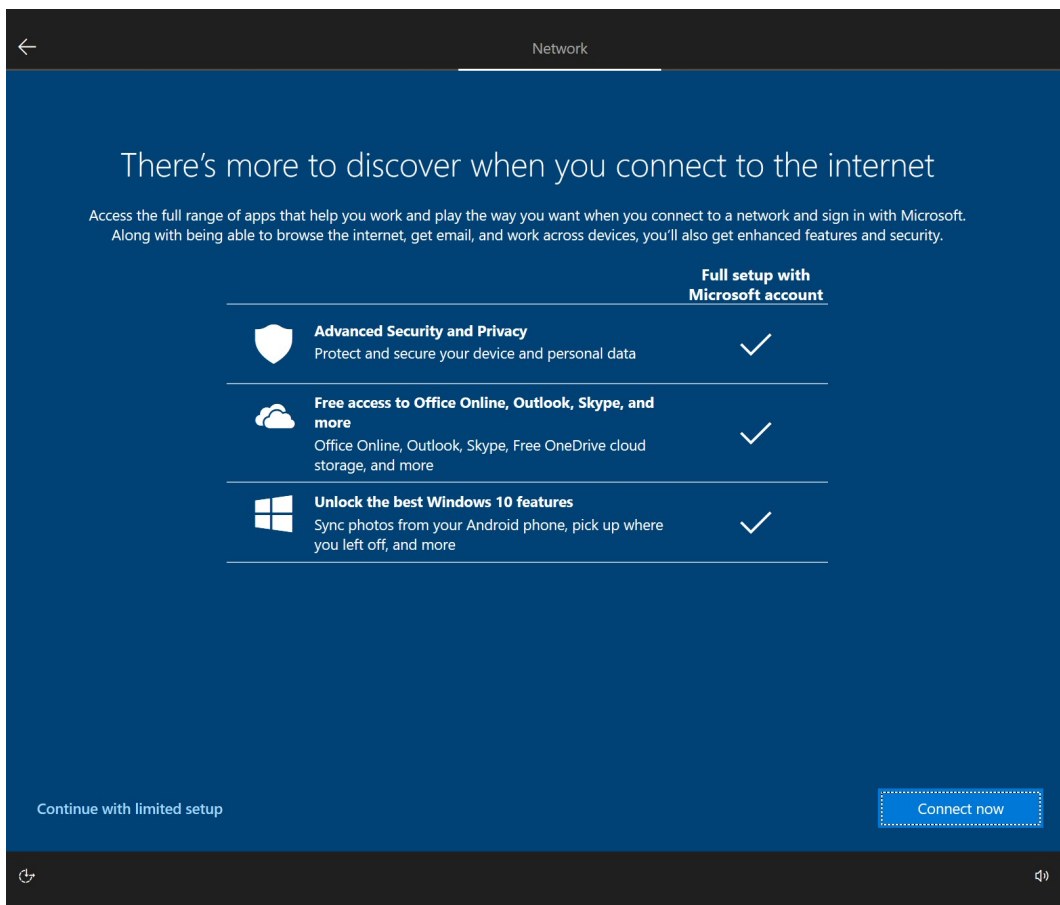 Network
There’s more to discover when you connect to the internet
Access the full range of apps that help you work and play the way you want when you connect to a network and sign in with Microsoft.
Along with being able to browse the internet, get email, and work across devices, you’ll also get enhanced features and security.
Full setup with
Microsoft account
Advanced Security and Privacy
Protect and secure your device and personal data
Free access to Office Online, Outlook, Skype, and
more
Office Online, Outlook, Skype, Free OneDrive cloud
storage, and more
Unlock the best Windows 10 features
Sync photos from your Android phone, pick up where
you left off, and more
Continue with limited setup
Connect now